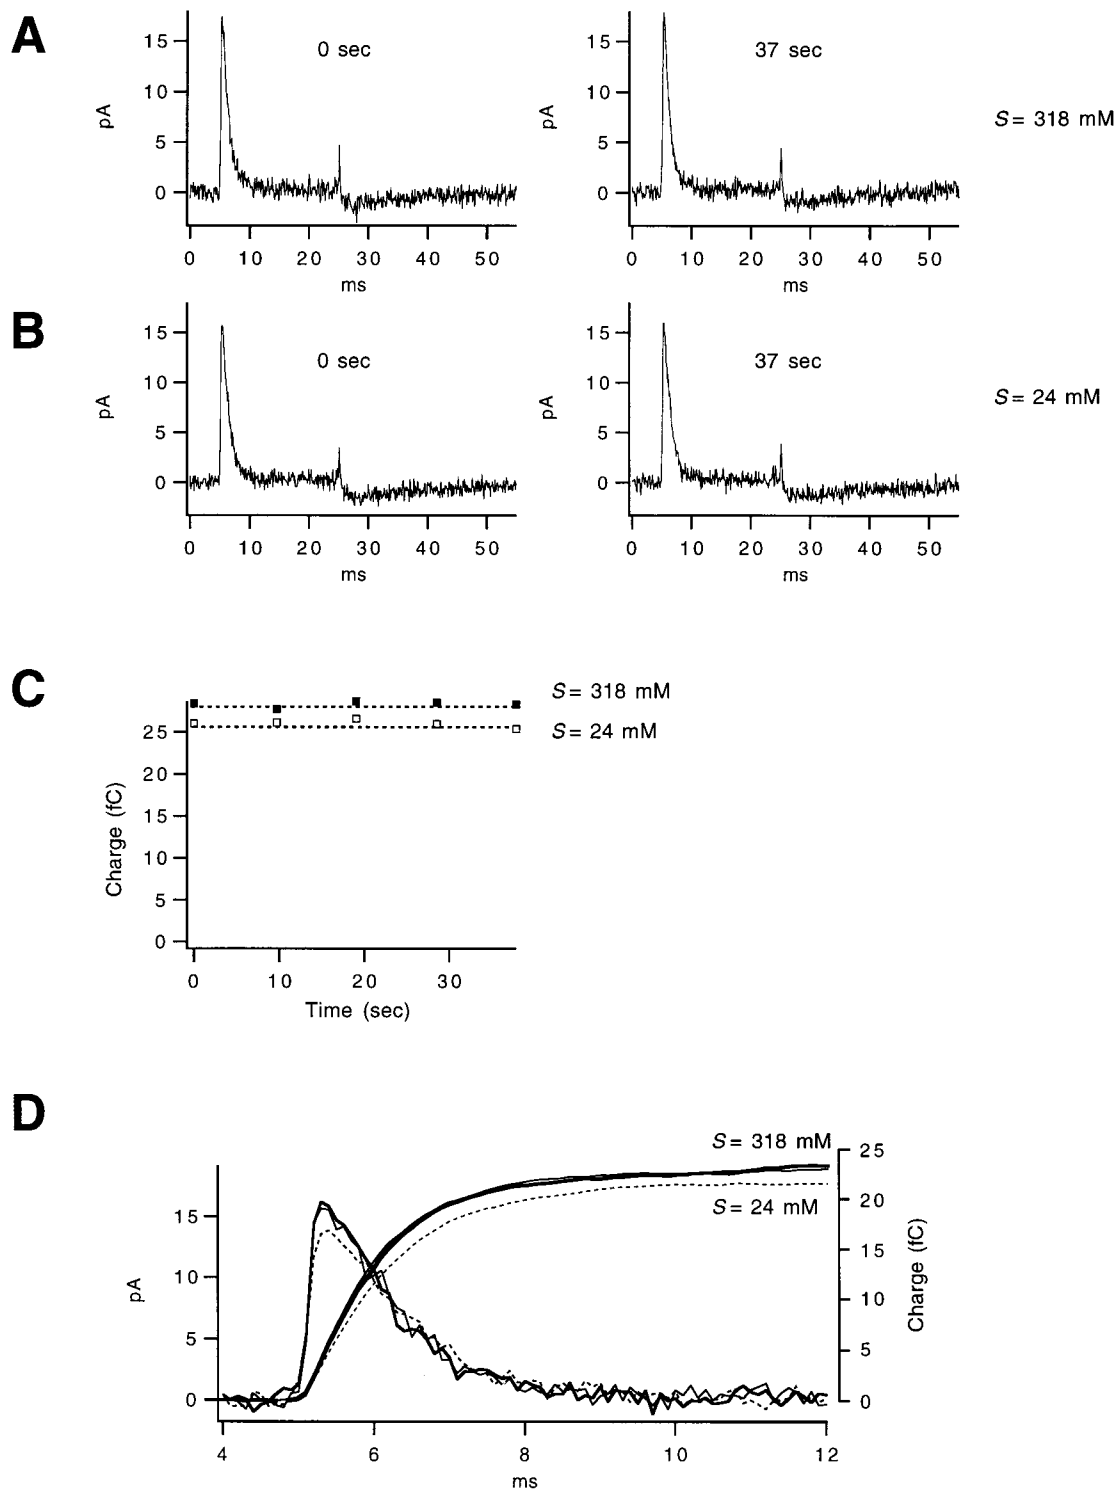 A
0 sec
37 sec
S = 318 mM
pA
15
10
5
0
0 10 20 30 40 50
ms
pA
15
10
5
0
0 10 20 30 40 50
ms
B
0 sec
37 sec
S = 24 mM
pA
15
10
5
0
0 10 20 30 40 50
ms
pA
15
10
5
0
0 10 20 30 40 50
ms
C
S = 318 mM
S = 24 mM
Charge (fC)
25
20
15
10
5
0
0 10 20 30
Time (sec)
D
S = 318 mM
S = 24 mM
pA
15
10
5
0
Charge (fC)
25
20
15
10
5
0
4 6 8 10 12
ms